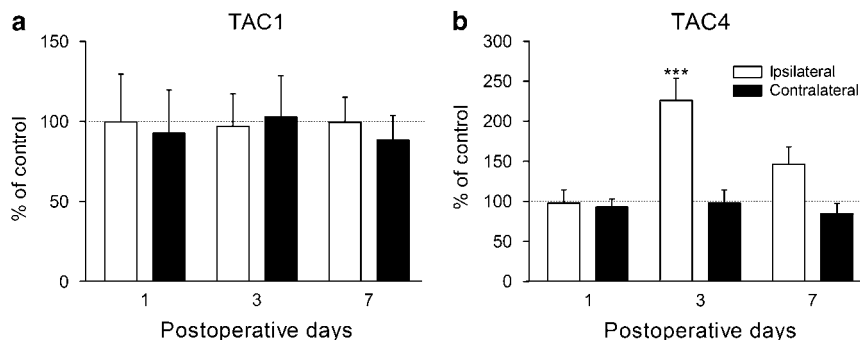 a
TAC1
% of control
150
100
50
0
1 3 7
Postoperative days
b
TAC4
% of control
300
250
200
150
100
50
0
***
Ipsilateral
Contralateral
1 3 7
Postoperative days